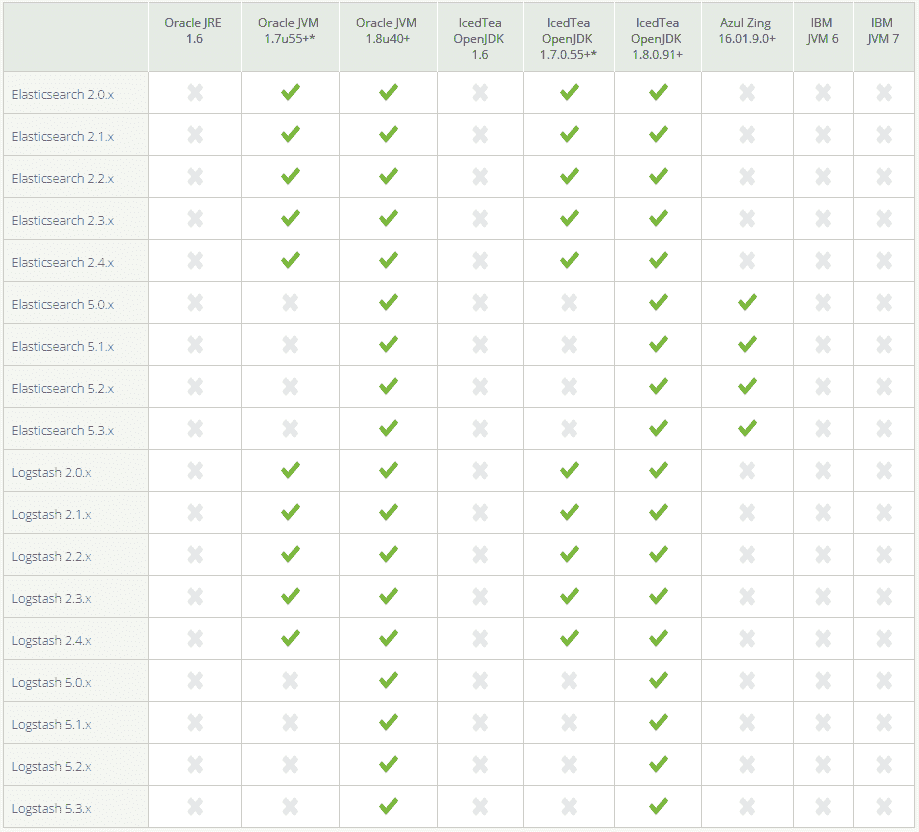 Oracle JRE
1.6
Oracle JVM
1.7u55+*
Oracle JVM
1.8u40+
IcedTea
OpenJDK
1.6
IcedTea
OpenJDK
1.7.0.55+*
IcedTea
OpenJDK
1.8.0.91+
Azul Zing
16.01.9.0+
IBM
JVM 6
IBM
JVM 7
Elasticsearch 2.0.x
Elasticsearch 2.1.x
Elasticsearch 2.2.x
Elasticsearch 2.3.x
Elasticsearch 2.4.x
Elasticsearch 5.0.x
Elasticsearch 5.1.x
Elasticsearch 5.2.x
Elasticsearch 5.3.x
Logstash 2.0.x
Logstash 2.1.x
Logstash 2.2.x
Logstash 2.3.x
Logstash 2.4.x
Logstash 5.0.x
Logstash 5.1.x
Logstash 5.2.x
Logstash 5.3.x